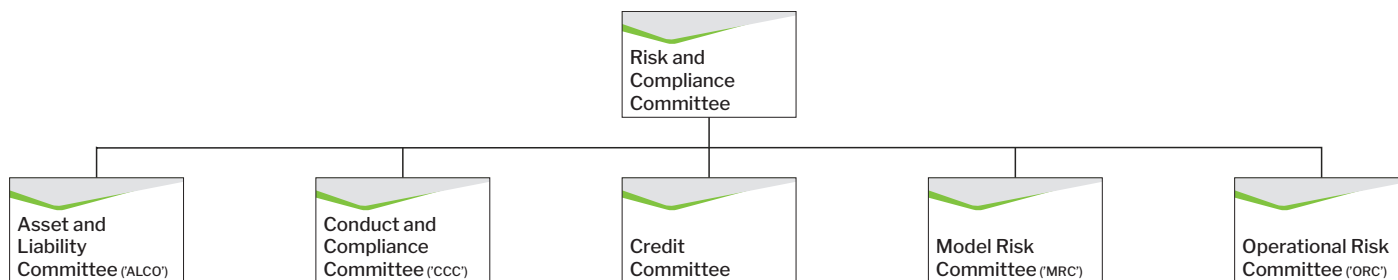 Risk and
Compliance
Committee
Asset and
Liability
Committee ('ALCO')
Conduct and
Compliance
Committee ('CCC')
Credit
Committee
Model Risk
Committee ('MRC')
Operational Risk
Committee ('ORC')